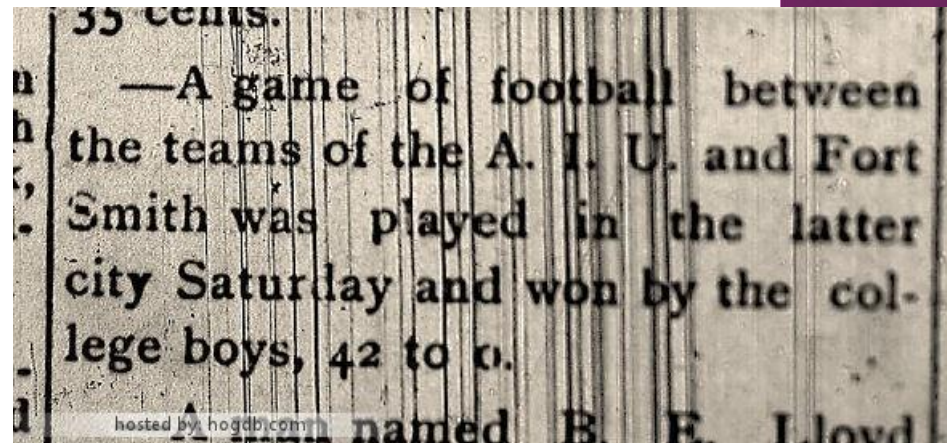 35 cents.
—A game of football between
the teams of the A. I. U. and Fort
Smith was played in the latter
city Saturday and won by the col-
lege boys, 42 to 0.
A man named B. F. Lloyd
hosted by: hogdb.com